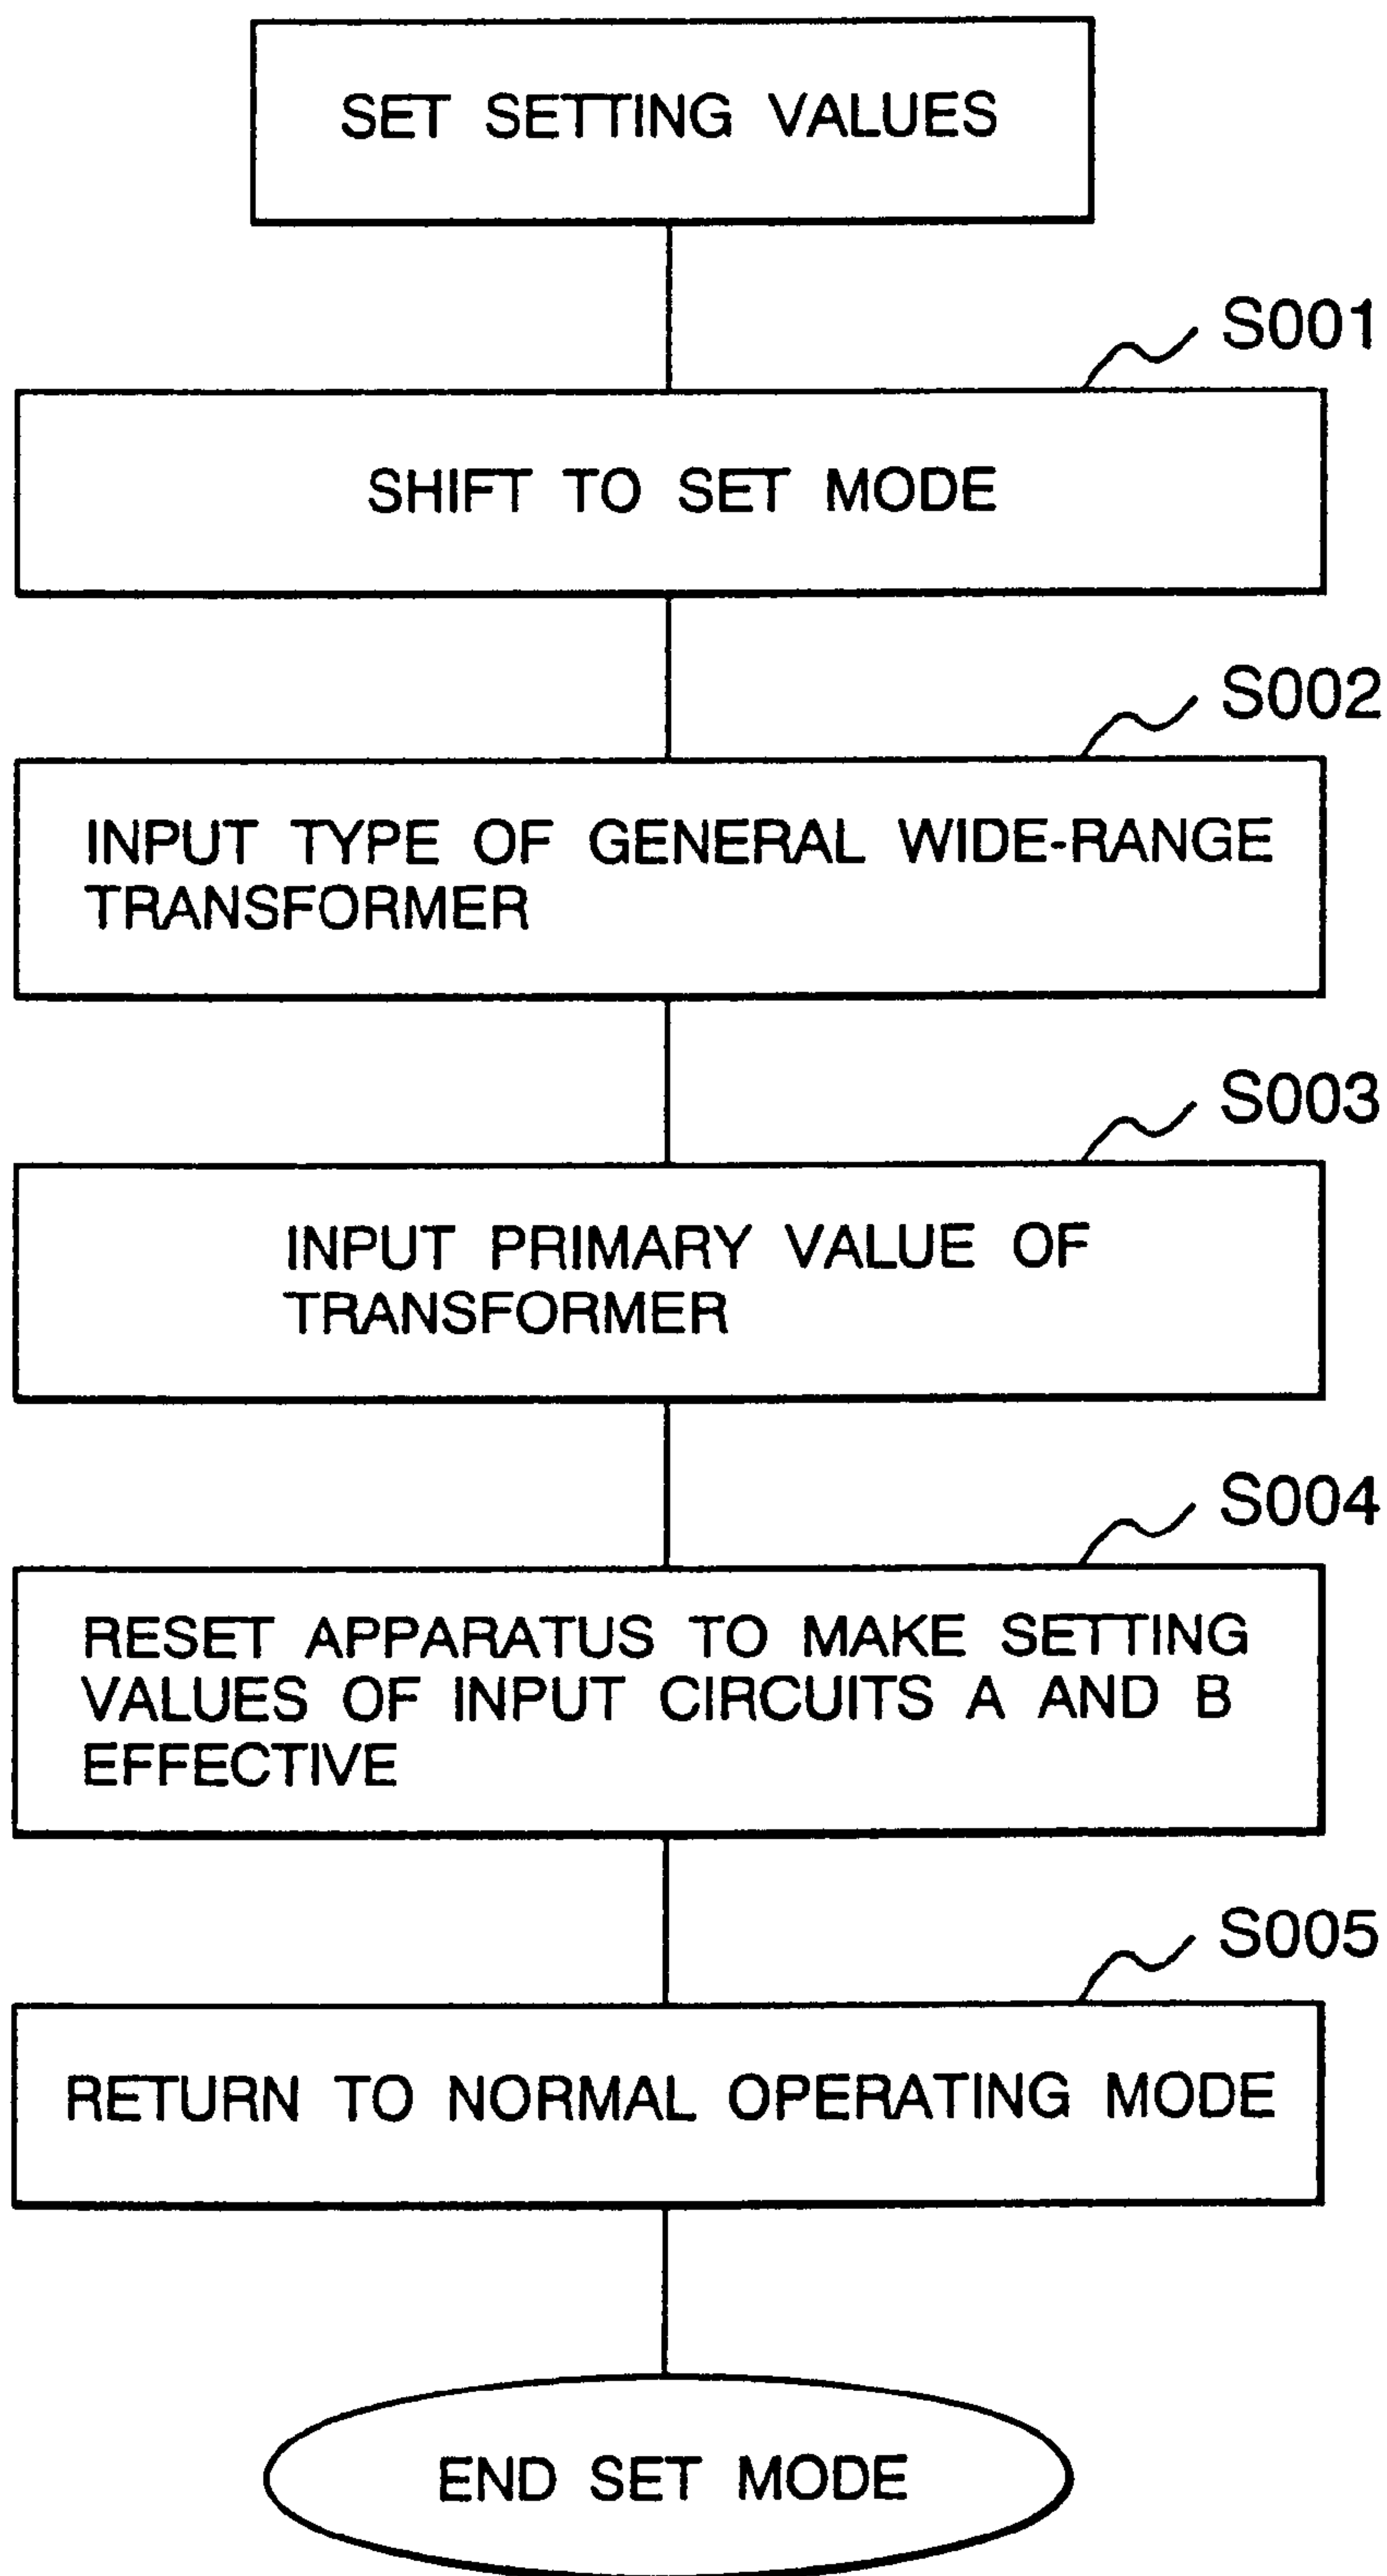 SET SETTING VALUES
S001
SHIFT TO SET MODE
S002
INPUT TYPE OF GENERAL WIDE-RANGE
TRANSFORMER
S003
INPUT PRIMARY VALUE OF
TRANSFORMER
S004
RESET APPARATUS TO MAKE SETTING
VALUES OF INPUT CIRCUITS A AND B
EFFECTIVE
S005
RETURN TO NORMAL OPERATING MODE
END SET MODE